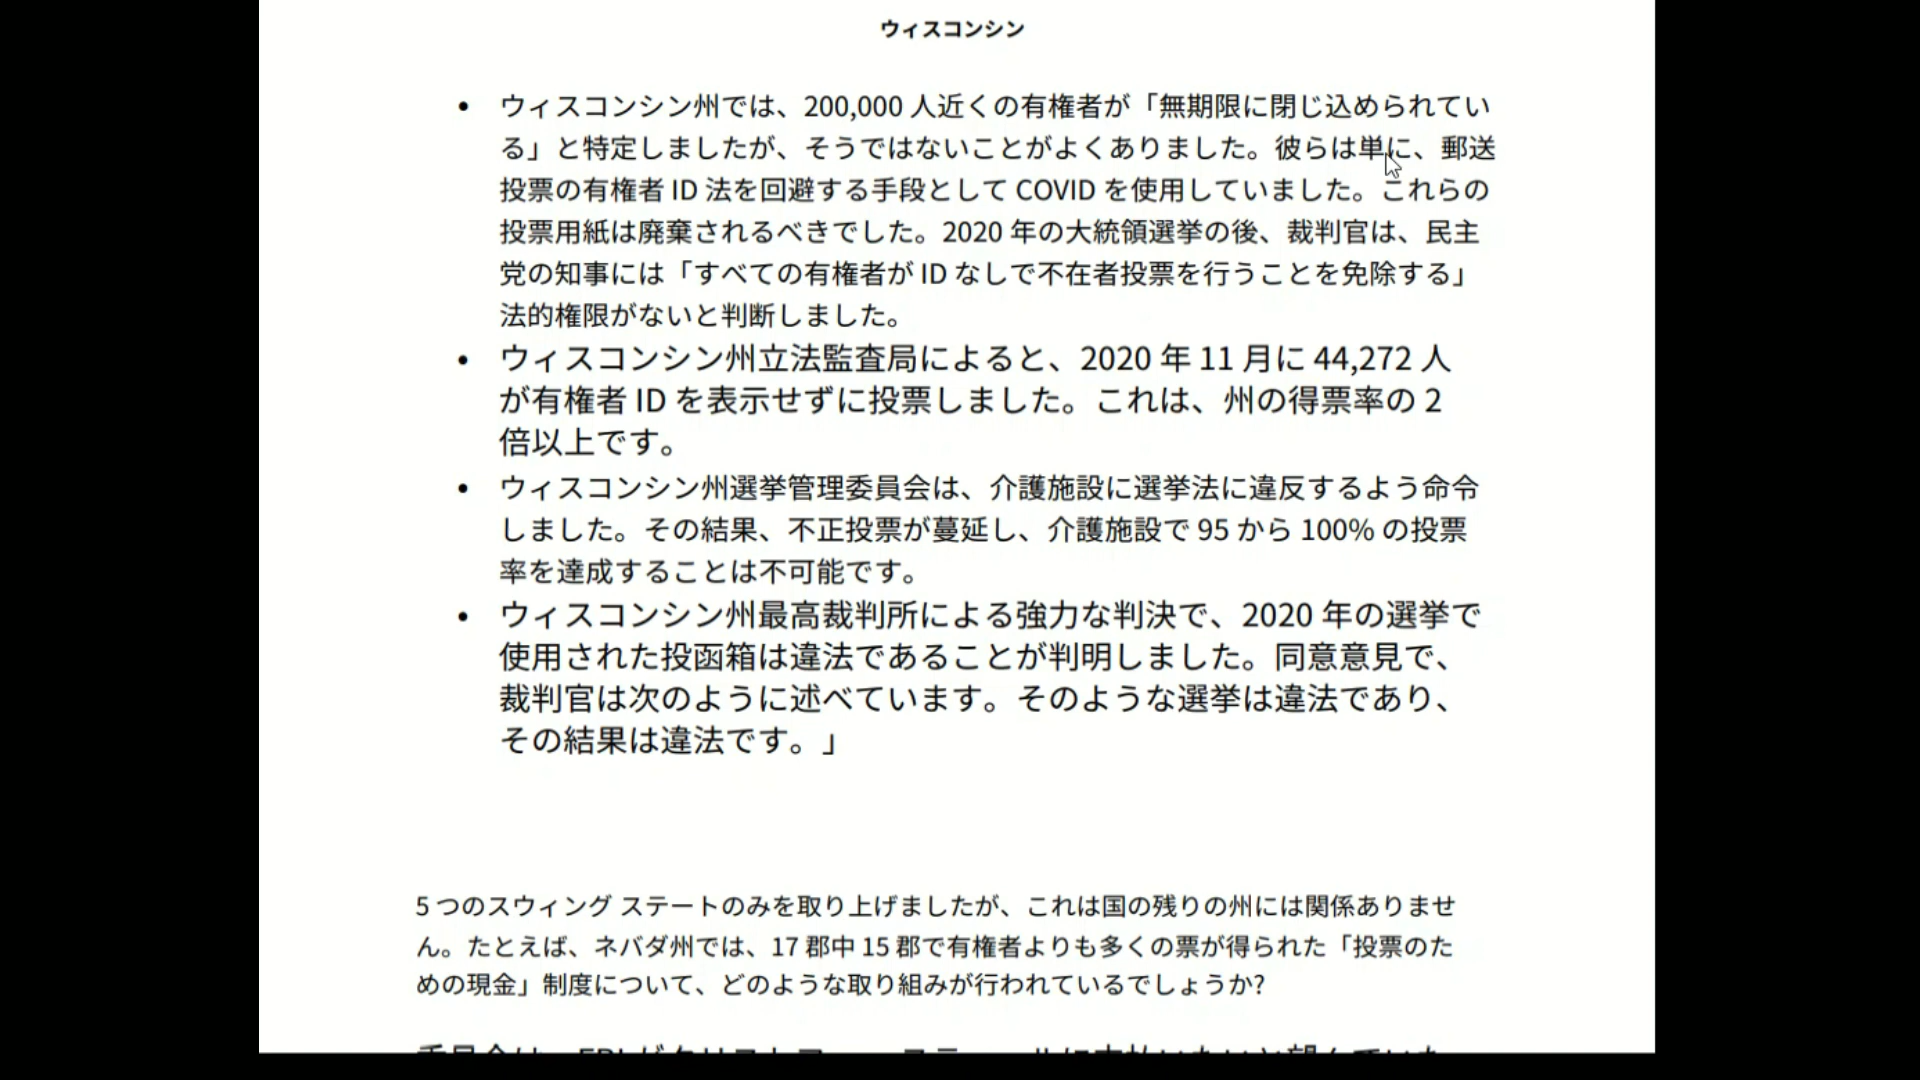 ウィスコンシン
• ウィスコンシン州では、200,000 人近くの有権者が「無期限に閉じ込められてい
る」と特定しましたが、そうではないことがよくありました。彼らは単に、郵送
投票の有権者 ID 法を回避する手段として COVID を使用していました。これらの
投票用紙は廃棄されるべきでした。2020 年の大統領選挙の後、裁判官は、民主
党の知事には「すべての有権者が ID なしで不在者投票を行うことを免除する」
法的権限がないと判断しました。
• ウィスコンシン州立法監査局によると、2020 年 11 月に 44,272 人
が有権者 ID を表示せずに投票しました。これは、州の得票率の 2
倍以上です。
• ウィスコンシン州選挙管理委員会は、介護施設に選挙法に違反するよう命令
しました。その結果、不正投票が蔓延し、介護施設で 95 から 100% の投票
率を達成することは不可能です。
• ウィスコンシン州最高裁判所による強力な判決で、2020 年の選挙で
使用された投函箱は違法であることが判明しました。同意意見で、
裁判官は次のように述べています。そのような選挙は違法であり、
その結果は違法です。」
5 つのスウィング ステートのみを取り上げましたが、これは国の残りの州には関係ありませ
ん。たとえば、ネバダ州では、17 郡中 15 郡で有権者よりも多くの票が得られた「投票のた
めの現金」制度について、どのような取り組みが行われているでしょうか?